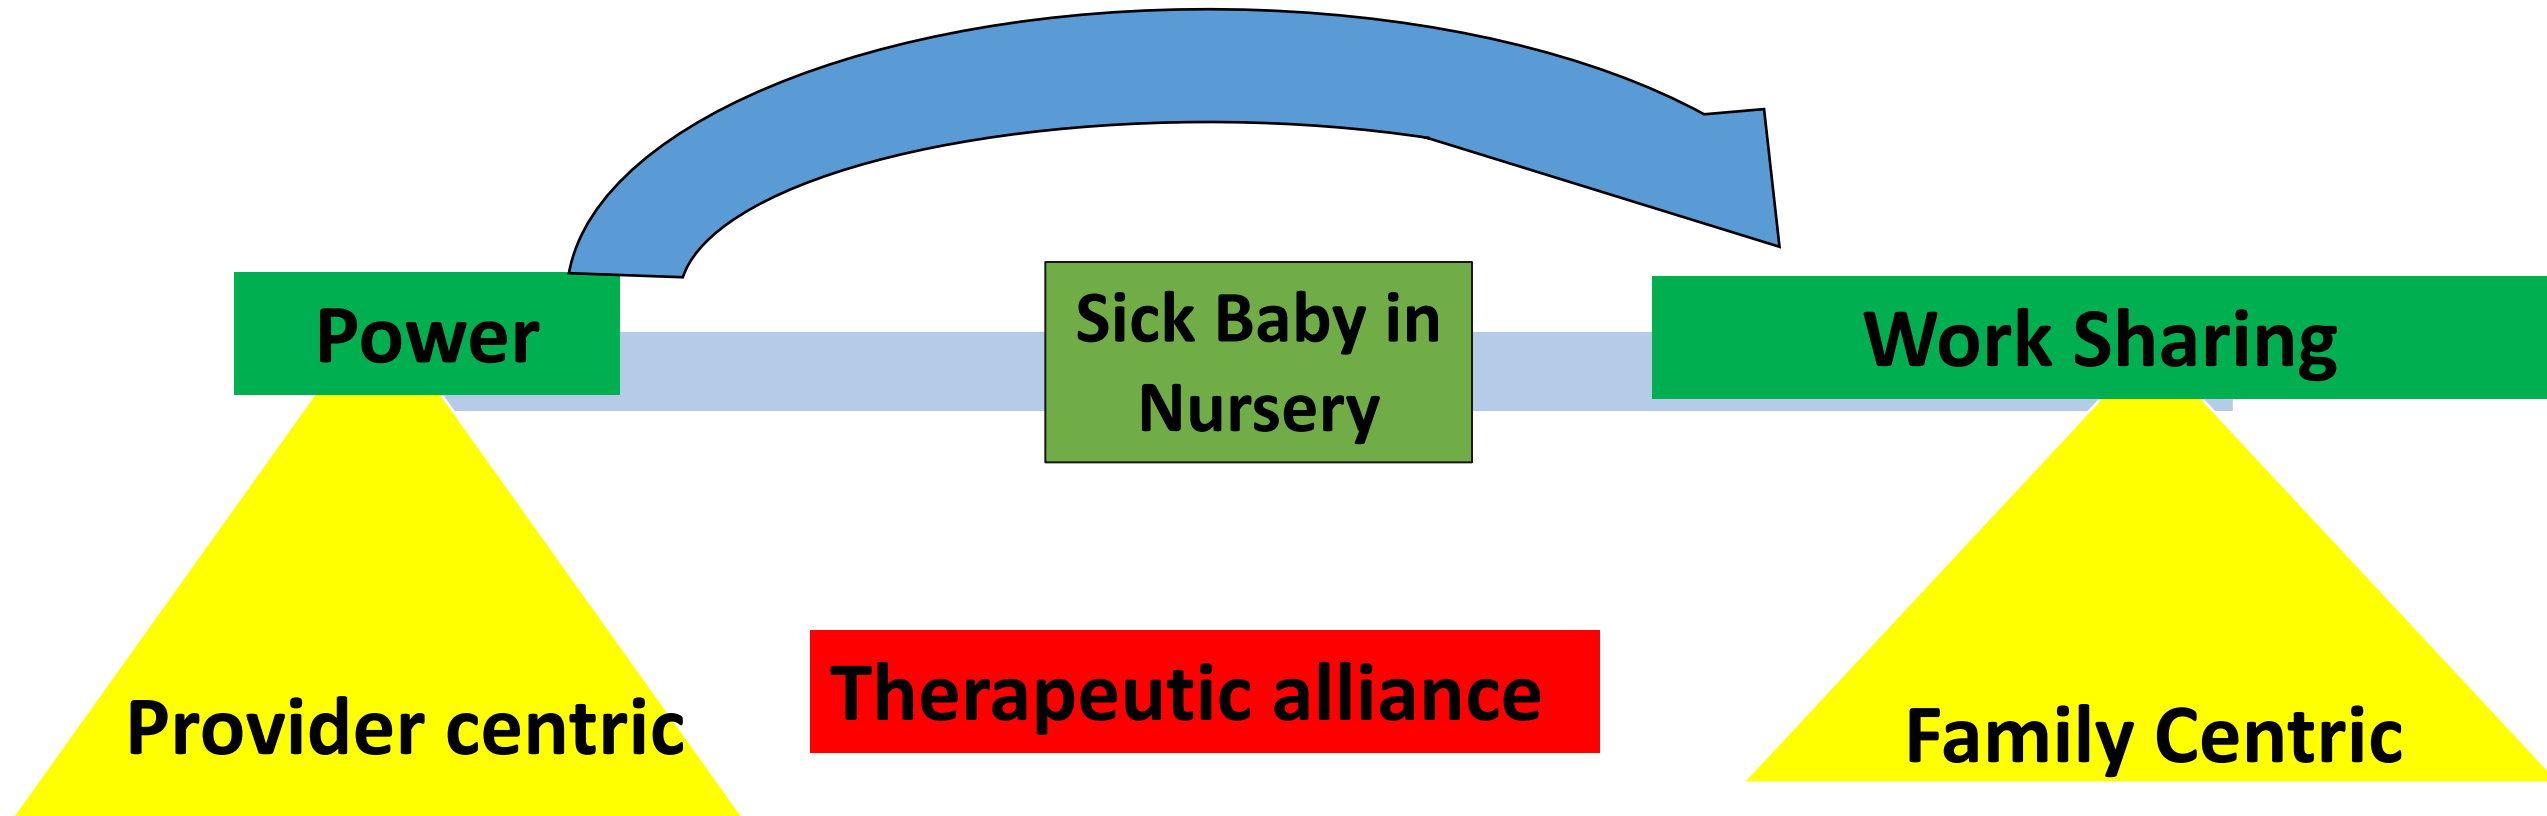 Power
Sick Baby in
Nursery
Work Sharing
Therapeutic alliance
Provider centric
Family Centric